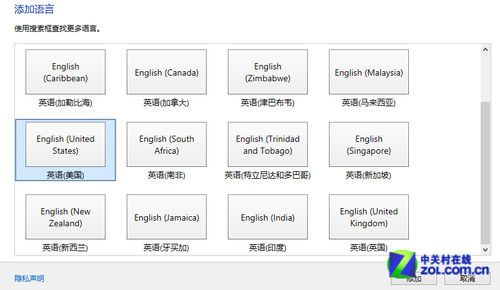 添加语言
使用搜索框查找更多语言。
English
(Caribbean)
英语(加勒比海)
English (Canada)
英语(加拿大)
English
(Zimbabwe)
英语(津巴布韦)
English (Malaysia)
英语(马来西亚)
English (United
States)
英语(美国)
English (South
Africa)
英语(南非)
English (Trinidad
and Tobago)
英语(特立尼达和多巴哥)
English
(Singapore)
英语(新加坡)
English (New
Zealand)
英语(新西兰)
English (Jamaica)
英语(牙买加)
English (India)
英语(印度)
English (United
Kingdom)
英语(英国)
隐私声明
添加
取消
中关村在线
zol.com.cn